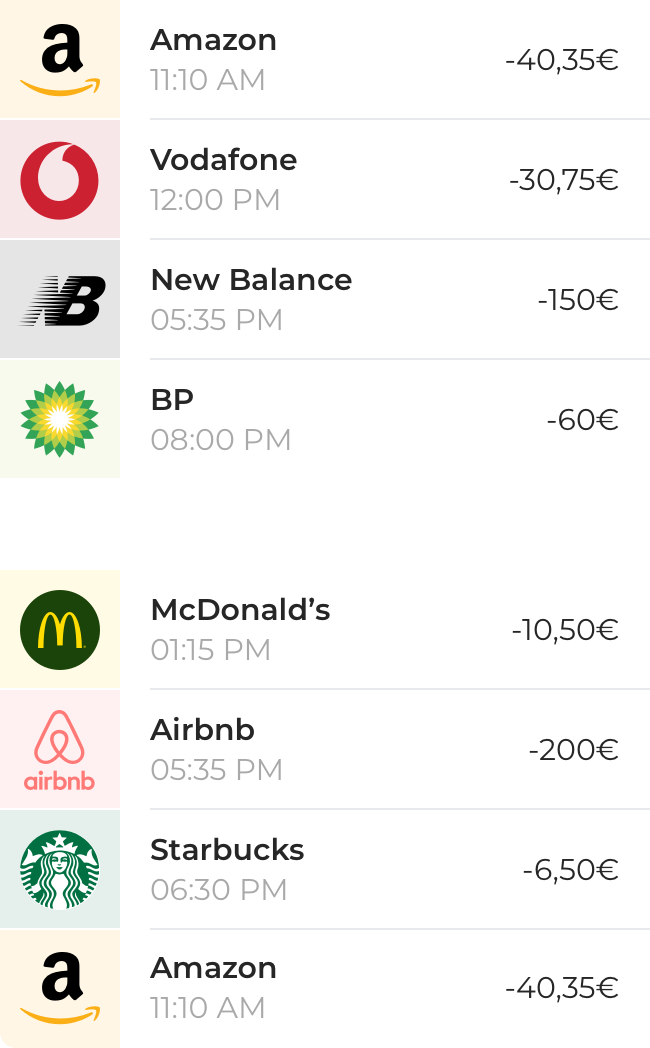 Amazon
11:10 AM
-40,35€
Vodafone
12:00 PM
-30,75€
New Balance
05:35 PM
-150€
BP
08:00 PM
-60€
McDonald’s
01:15 PM
-10,50€
airbnb
Airbnb
05:35 PM
-200€
Starbucks
06:30 PM
-6,50€
Amazon
11:10 AM
-40,35€